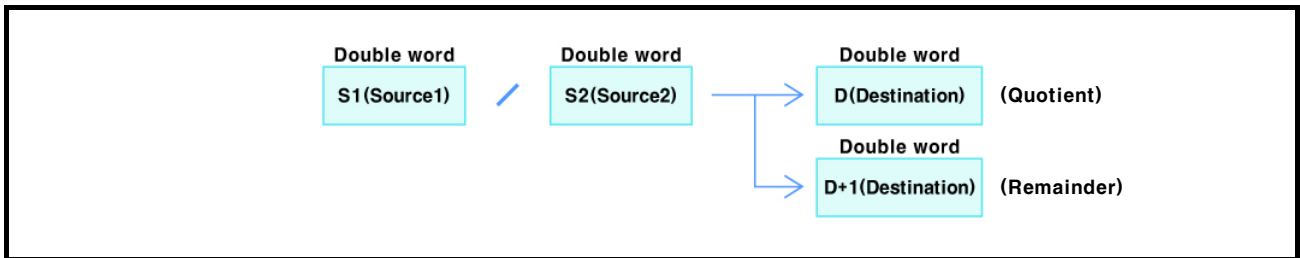 Double word Double word Double word
S1(Source1) / S2(Source2) D(Destination) (Quotient)
Double word
D+1(Destination) (Remainder)